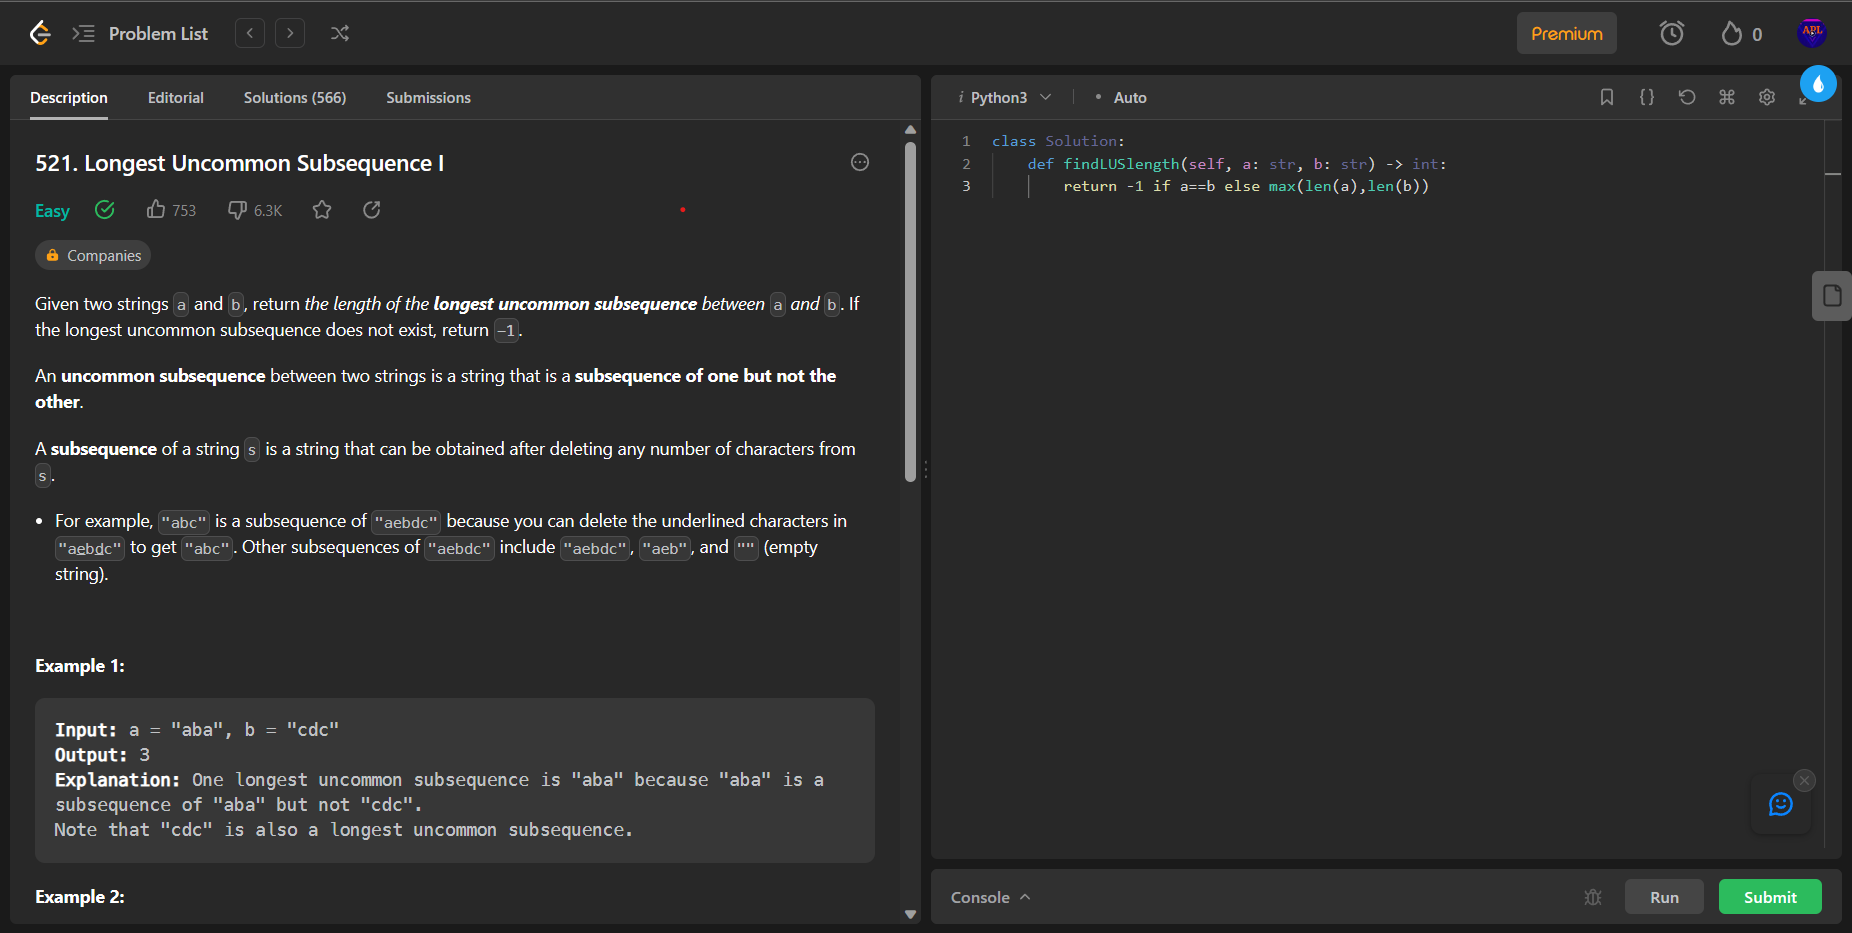 Problem List
Premium
0
APL
Description Editorial Solutions (566) Submissions
521. Longest Uncommon Subsequence I
Easy 753 6.3K
Companies
Given two strings a and b, return the length of the longest uncommon subsequence between a and b. If
the longest uncommon subsequence does not exist, return -1.
An uncommon subsequence between two strings is a string that is a subsequence of one but not the
other.
A subsequence of a string s is a string that can be obtained after deleting any number of characters from
s.
• For example, "abc" is a subsequence of "aebdc" because you can delete the underlined characters in
"aebdc" to get "abc". Other subsequences of "aebdc" include "aebdc", "aeb", and "" (empty
string).
Example 1:
Input: a = "aba", b = "cdc"
Output: 3
Explanation: One longest uncommon subsequence is "aba" because "aba" is a
subsequence of "aba" but not "cdc".
Note that "cdc" is also a longest uncommon subsequence.
Example 2:
i Python3 • Auto
1 class Solution:
2 def findLUSlength(self, a: str, b: str) -> int:
3 return -1 if a==b else max(len(a),len(b))
Console
Run
Submit